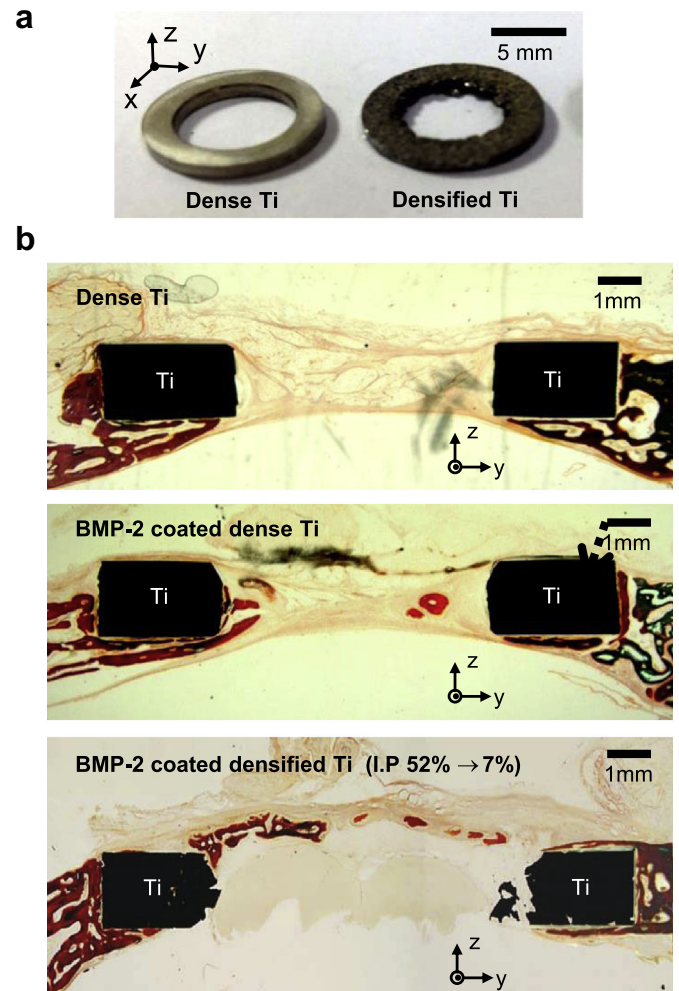 a
z
y
x
5 mm
Dense Ti
Densified Ti
b
Dense Ti
1mm
Ti
Ti
z
y
BMP-2 coated dense Ti
1mm
Ti
Ti
z
y
BMP-2 coated densified Ti (I.P 52% → 7%)
1mm
Ti
Ti
z
y